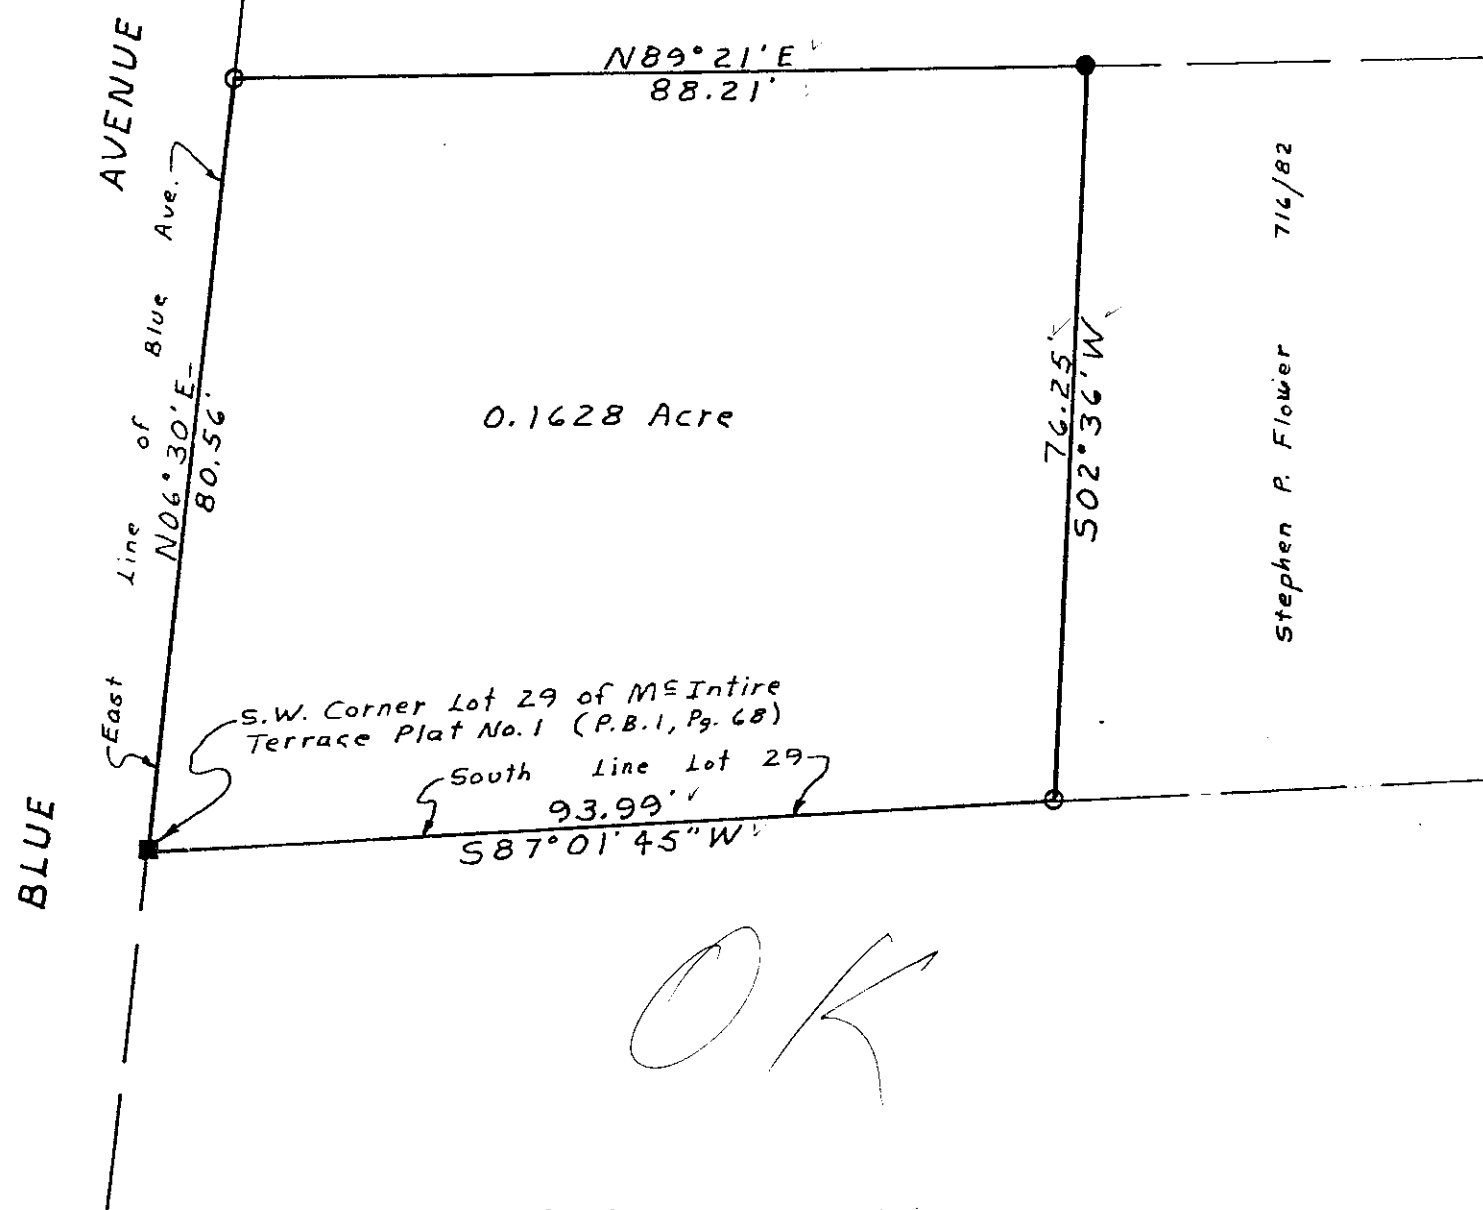 AVENUE
N89°21'E
88.21'
East Line of Blue Ave.
N06°30'E
80.56'
0.1628 Acre
76.25'
S02°36'W
Stephen P. Flower 716/82
S.W. Corner Lot 29 of McIntire
Terrace Plat No.1 (P.B.1, Pg. 68)
South Line Lot 29
93.99'
S87°01'45"W
BLUE
OK